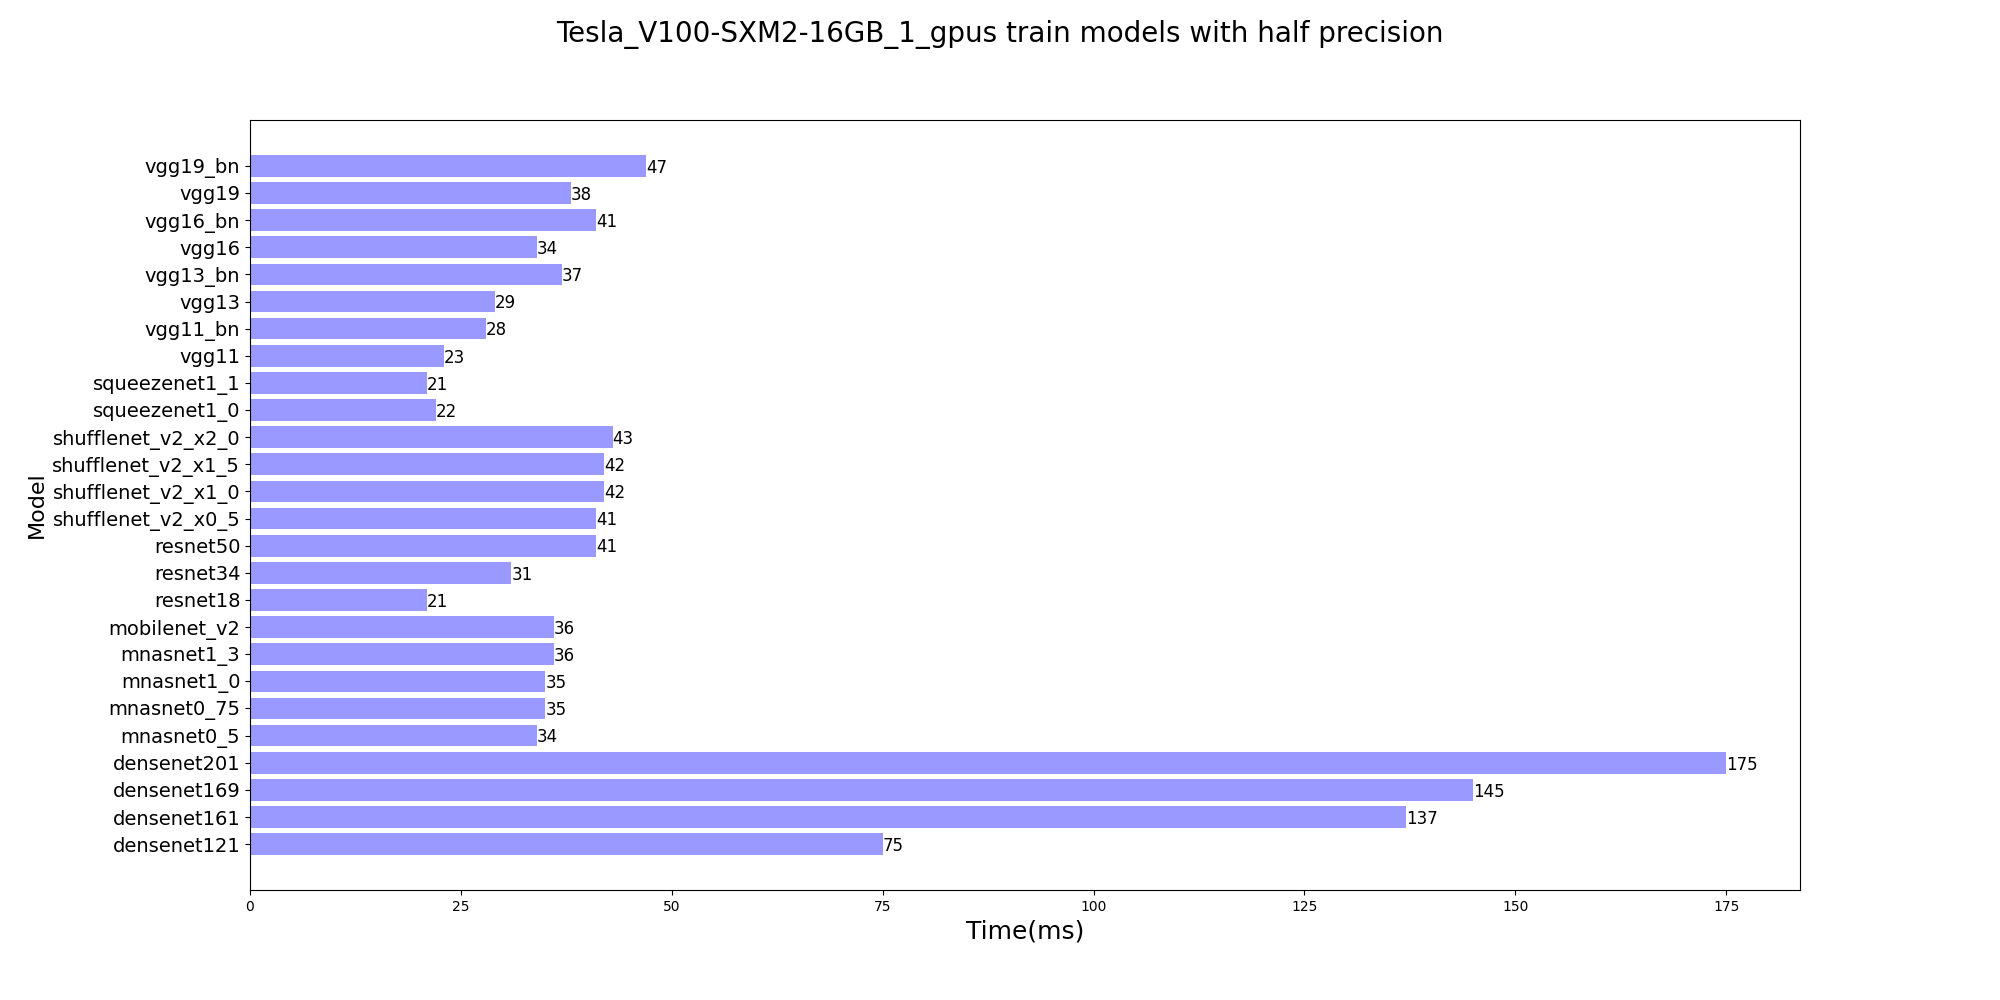 Tesla_V100-SXM2-16GB_1_gpus train models with half precision
vgg19_bn 47
vgg19 38
vgg16_bn 41
vgg16 34
vgg13_bn 37
vgg13 29
vgg11_bn 28
vgg11 23
squeezenet1_1 21
squeezenet1_0 22
shufflenet_v2_x2_0 43
shufflenet_v2_x1_5 42
shufflenet_v2_x1_0 42
shufflenet_v2_x0_5 41
resnet50 41
resnet34 31
resnet18 21
mobilenet_v2 36
mnasnet1_3 36
mnasnet1_0 35
mnasnet0_75 35
mnasnet0_5 34
densenet201 175
densenet169 145
densenet161 137
densenet121 75
Model
0 25 50 75 100 125 150 175
Time(ms)